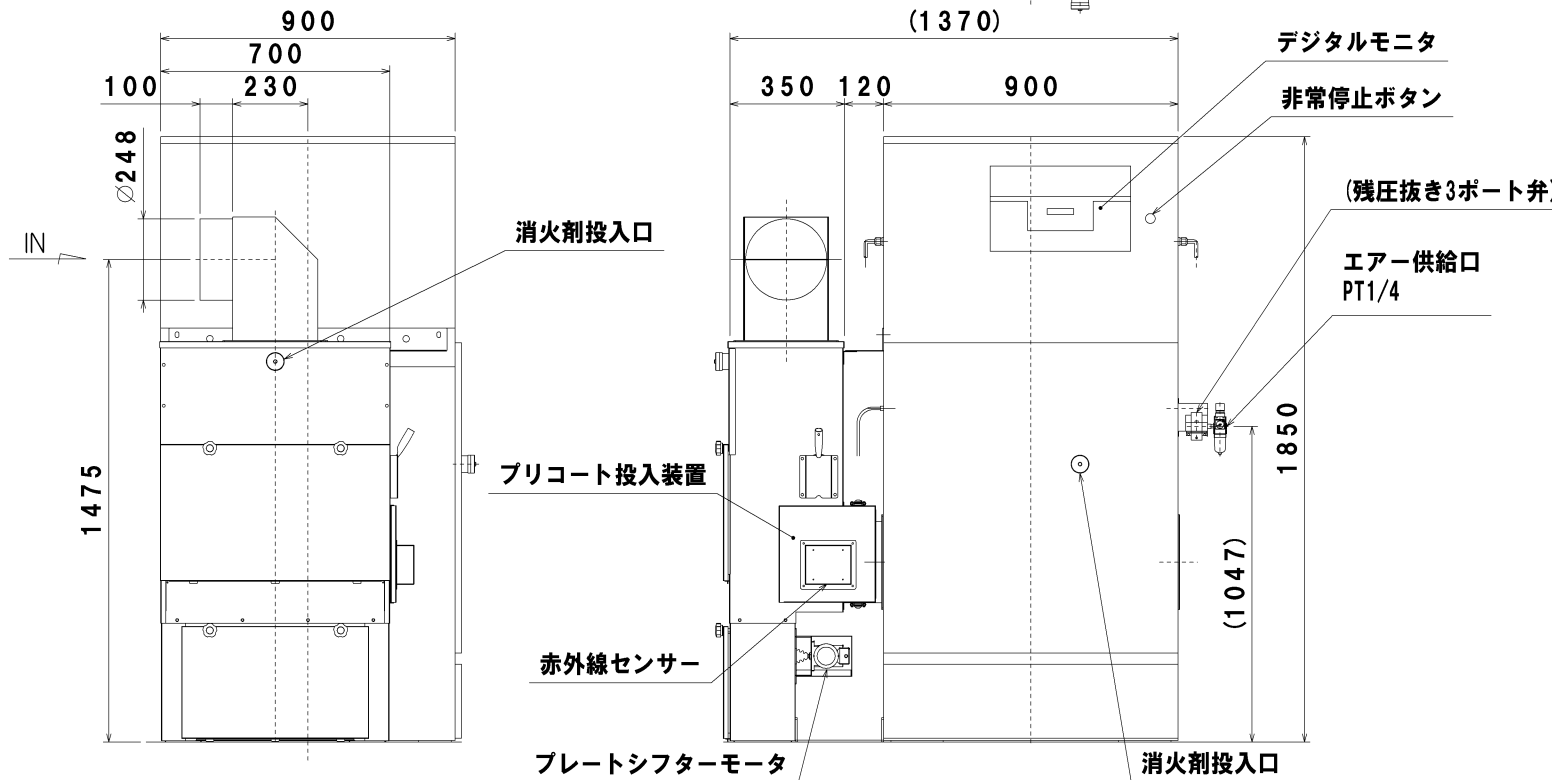 900
(1370)
700
デジタルモニタ
100
230
350
120
900
非常停止ボタン
∅248
(残圧抜き3ポート弁)
消火剤投入口
IN
エアー供給口
PT1/4
1850
プリコート投入装置
1475
(1047)
赤外線センサー
プレートシフターモータ
消火剤投入口